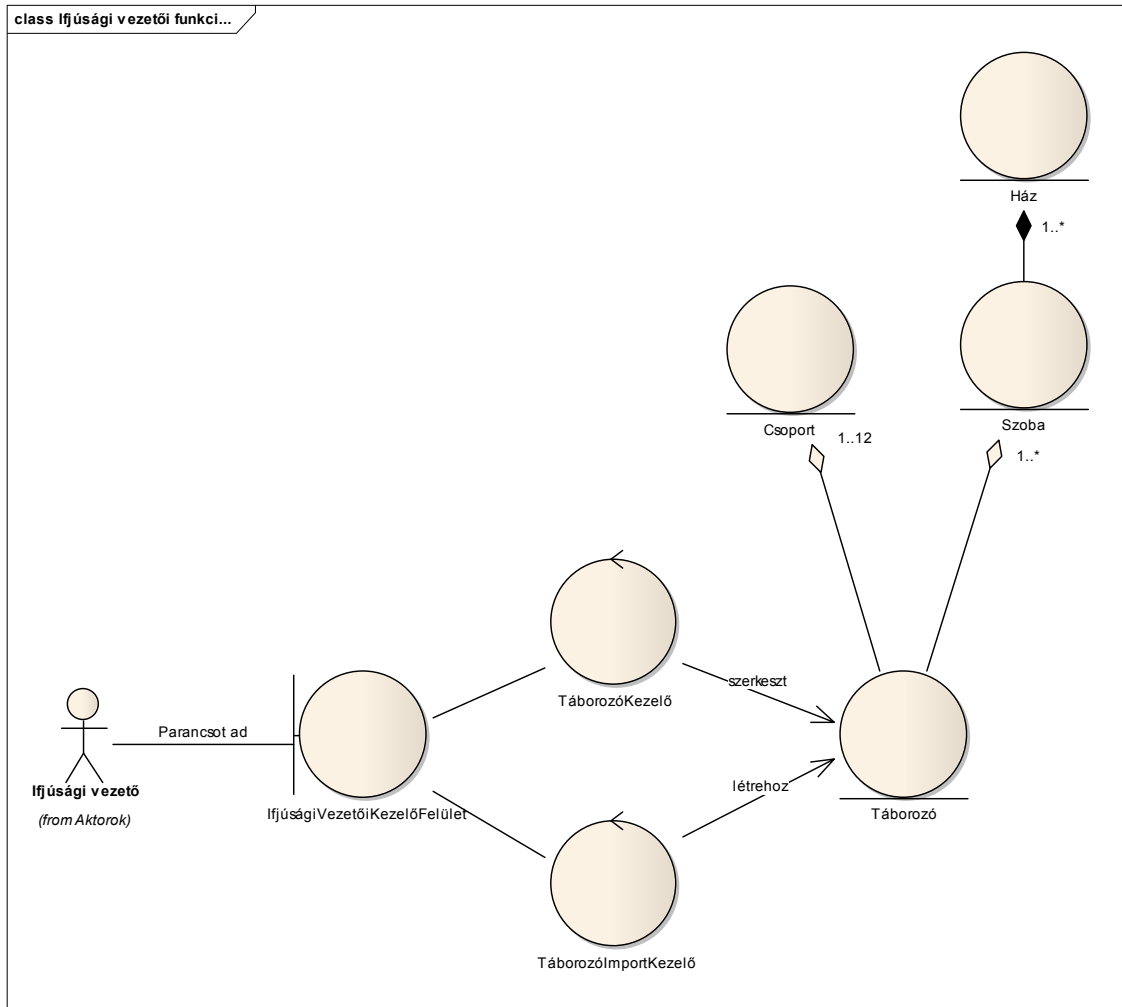 class Ifjúsági vezetői funkci...
Ház
1..*
Csoport
1..12
Szoba
1..*
TáborozóKezelő
szerkeszt
Parancsot ad
Ifjúsági vezető
(from Aktorok)
IfjúságiVezetőiKezelőFelület
létrehoz
Táborozó
TáborozóImportKezelő